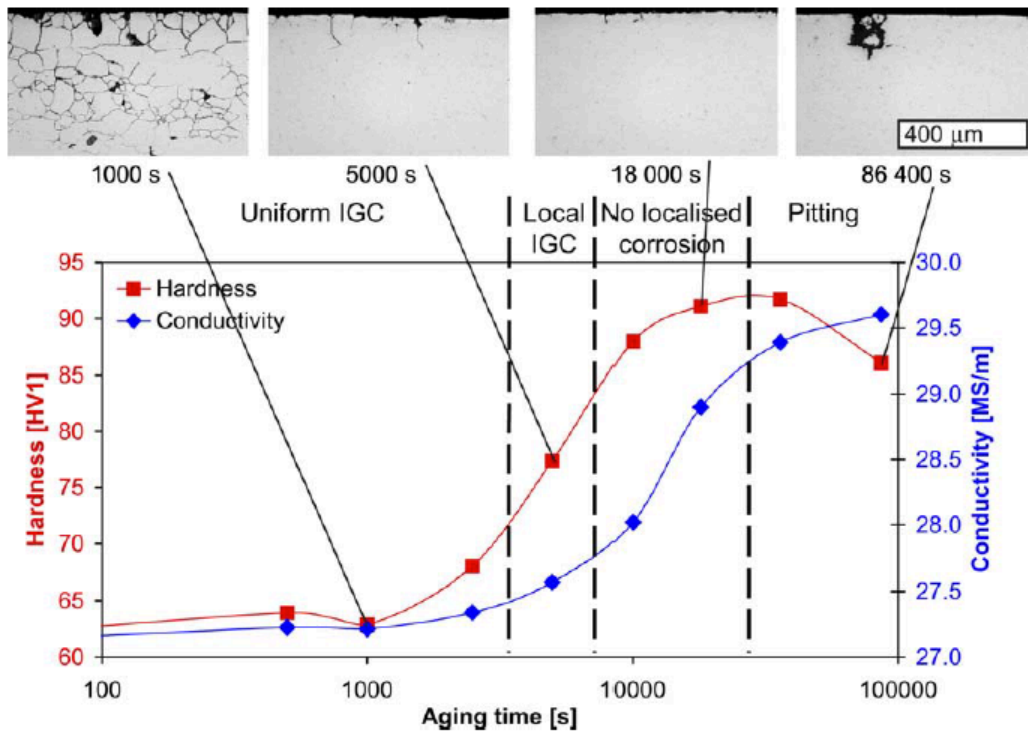 400 µm
1000 s
5000 s
18 000 s
86 400 s
Uniform IGC
Local
IGC
No localised
corrosion
Pitting
Hardness
Conductivity
Hardness [HV1]
95
90
85
80
75
70
65
60
Conductivity [MS/m]
30.0
29.5
29.0
28.5
28.0
27.5
27.0
100
1000
10000
100000
Aging time [s]